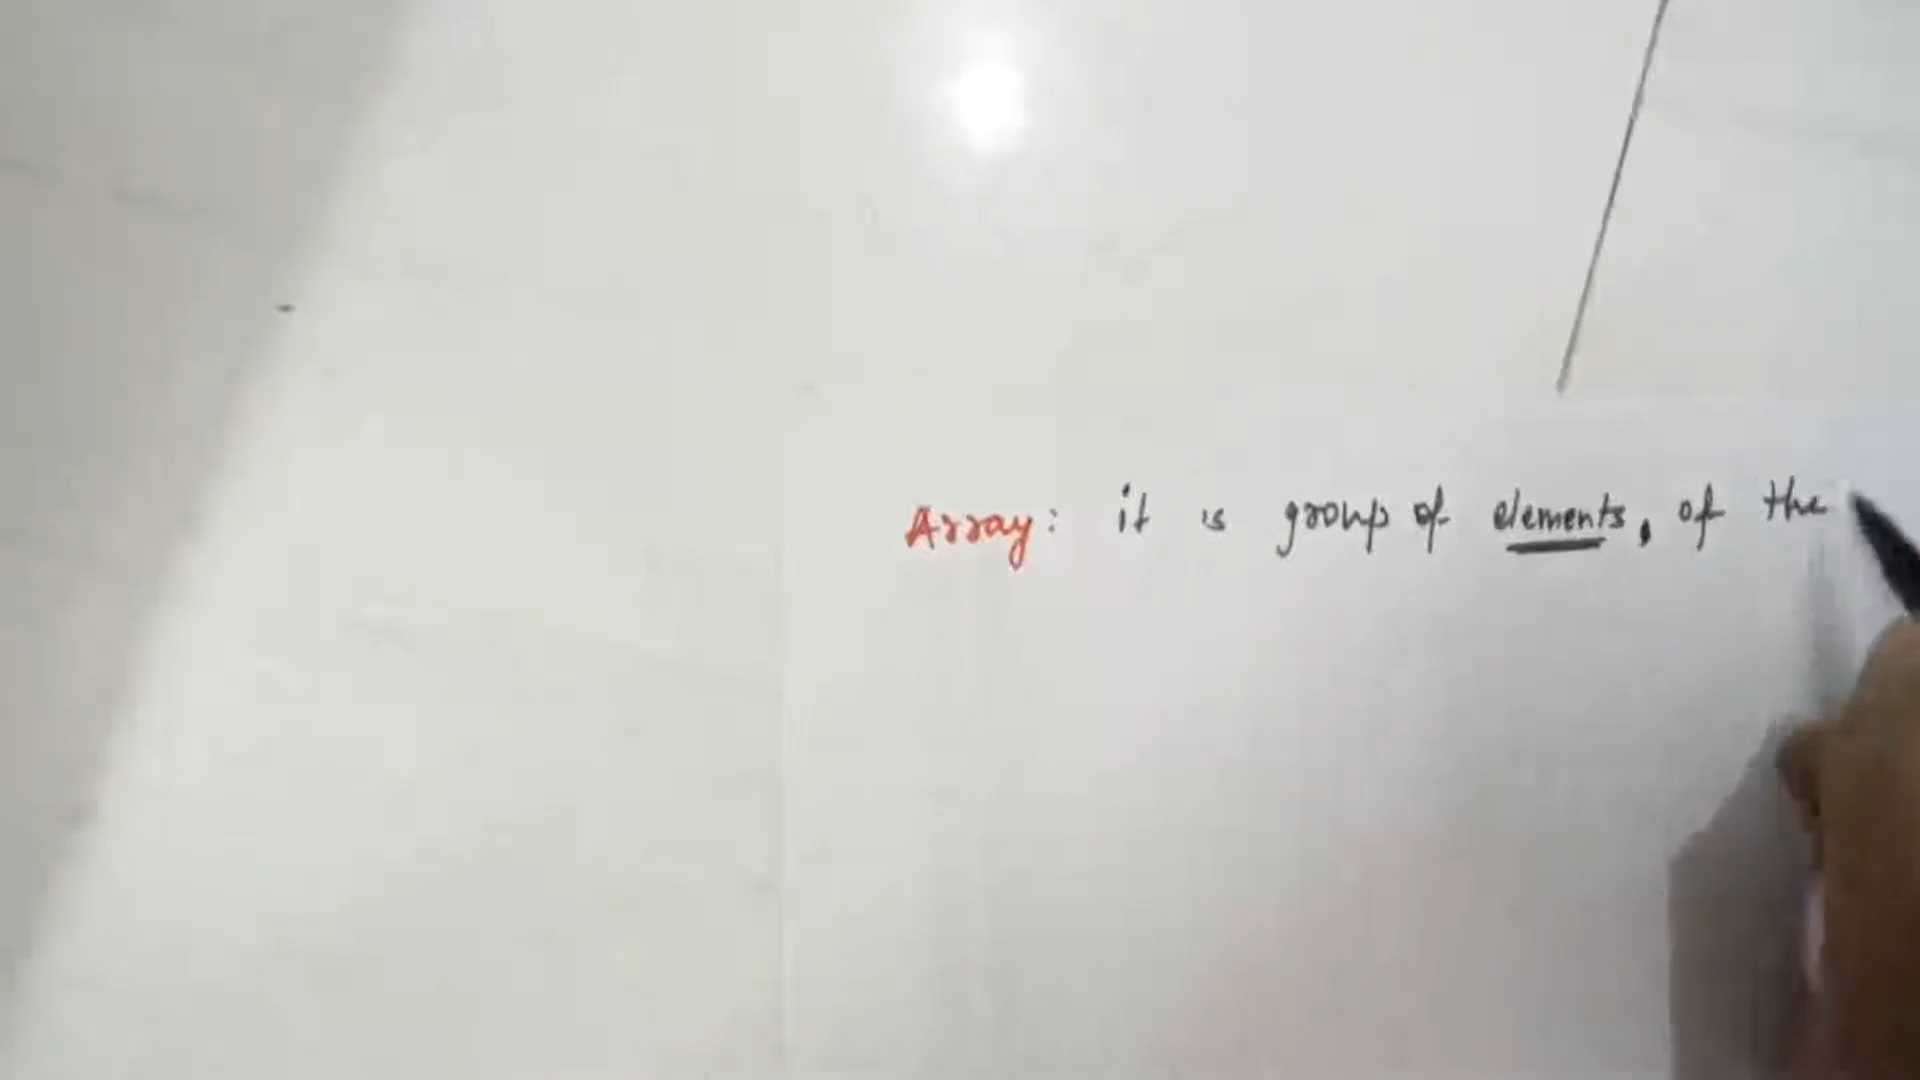 Array: it is group of elements, of the